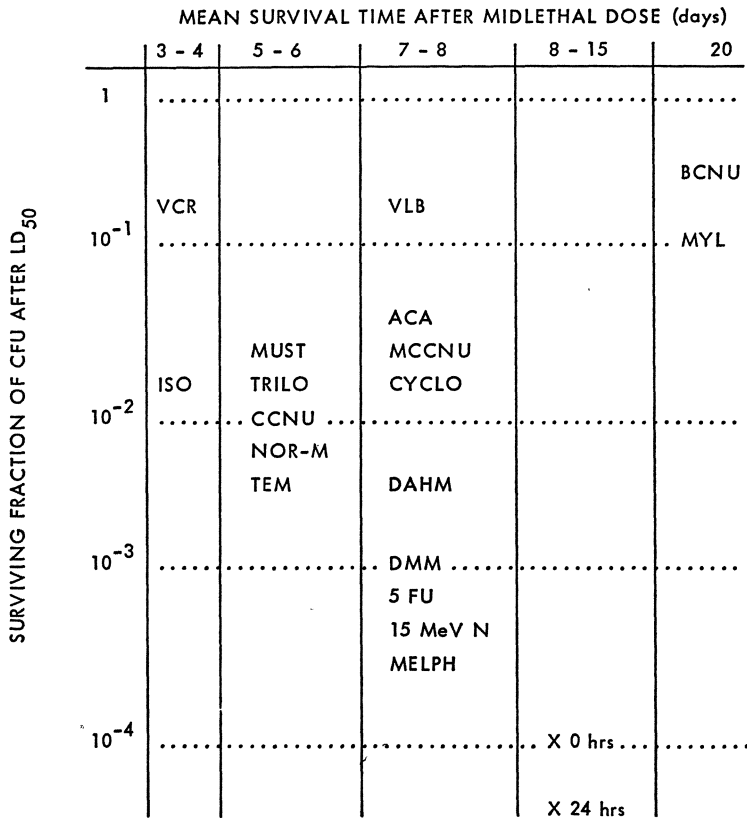 MEAN SURVIVAL TIME AFTER MIDLETHAL DOSE (days)
3 - 4 5 - 6 7 - 8 8 - 15 20
SURVIVING FRACTION OF CFU AFTER LD50
1
BCNU
VCR VLB
10-1 MYL
ACA
MUST MCCNU
ISO TRILO CYCLO
10-2 CCNU
NOR-M
TEM DAHM
10-3 DMM
5 FU
15 MeV N
MELPH
10-4 X 0 hrs
X 24 hrs